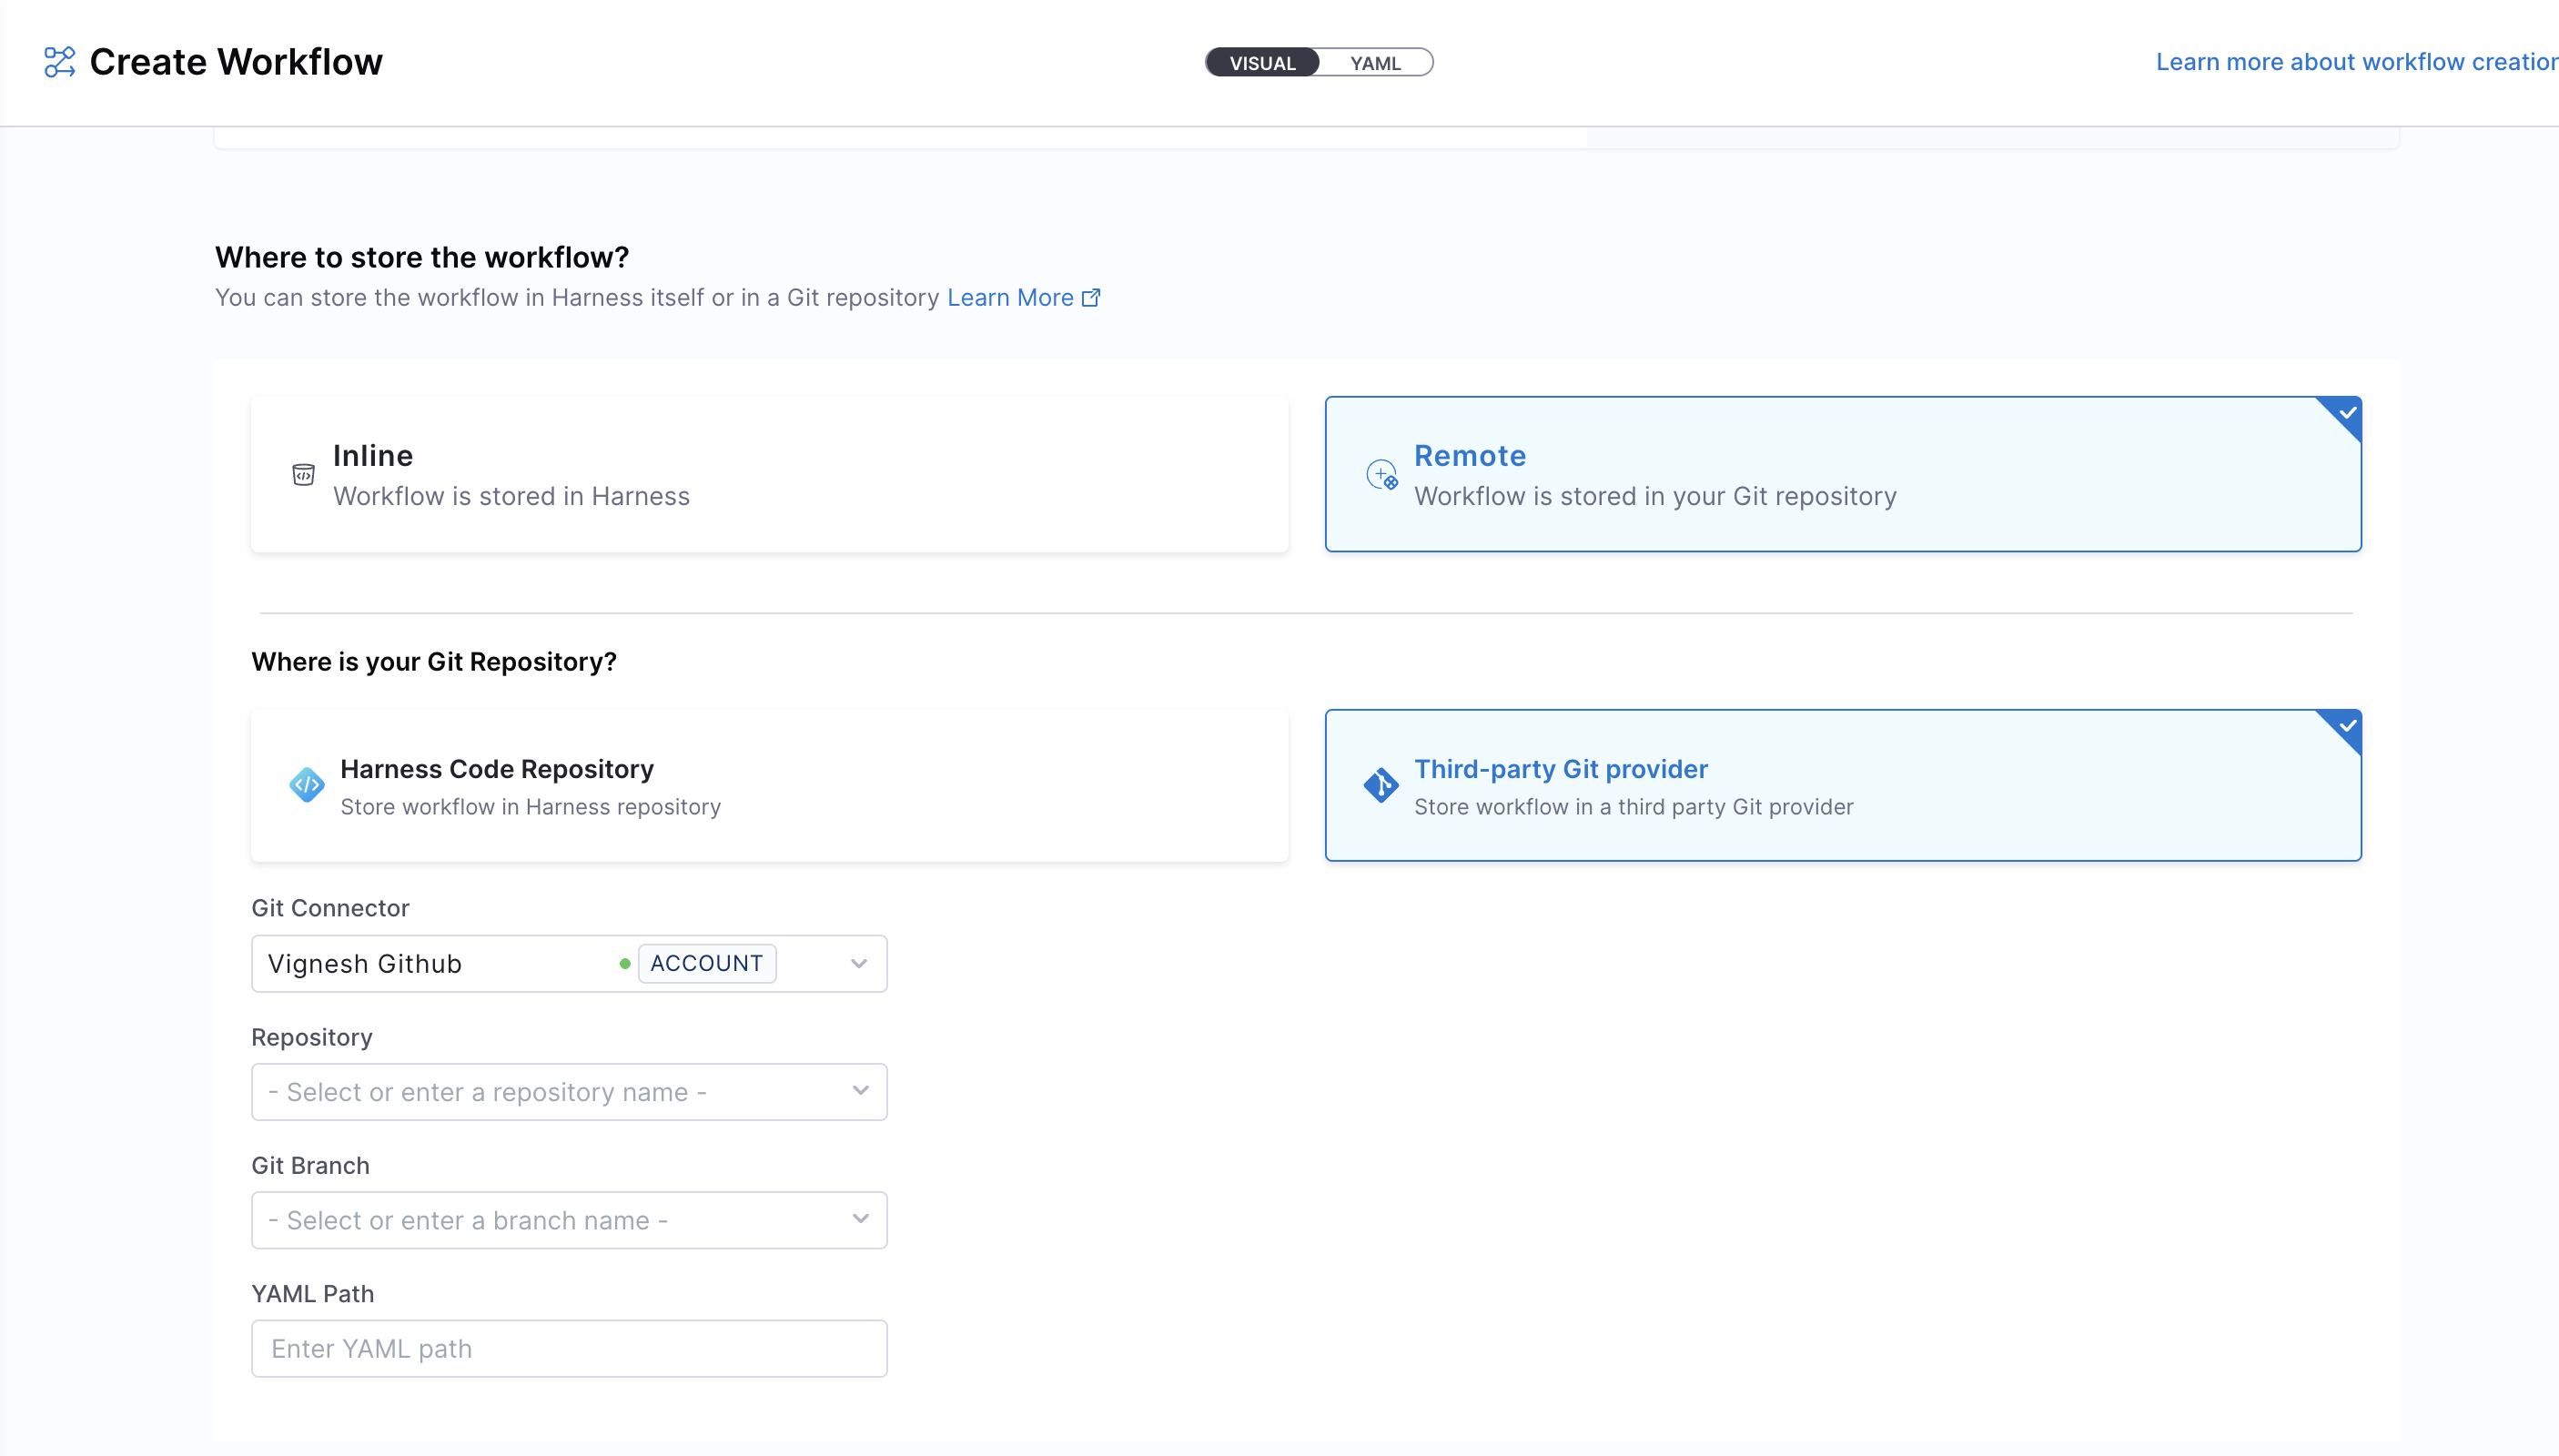 Create Workflow
VISUAL
YAML
Learn more about workflow creation
Where to store the workflow?
You can store the workflow in Harness itself or in a Git repository Learn More
Inline
Workflow is stored in Harness
Remote
Workflow is stored in your Git repository
Where is your Git Repository?
Harness Code Repository
Store workflow in Harness repository
Third-party Git provider
Store workflow in a third party Git provider
Git Connector
Vignesh Github
ACCOUNT
Repository
- Select or enter a repository name -
Git Branch
- Select or enter a branch name -
YAML Path
Enter YAML path